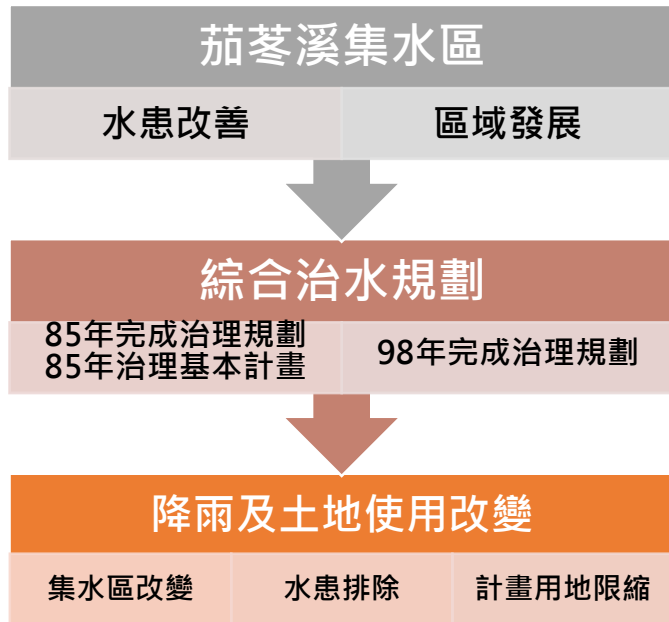 茄苳溪集水區
水患改善
區域發展
綜合治水規劃
85年完成治理規劃
85年治理基本計畫
98年完成治理規劃
降雨及土地使用改變
集水區改變
水患排除
計畫用地限縮